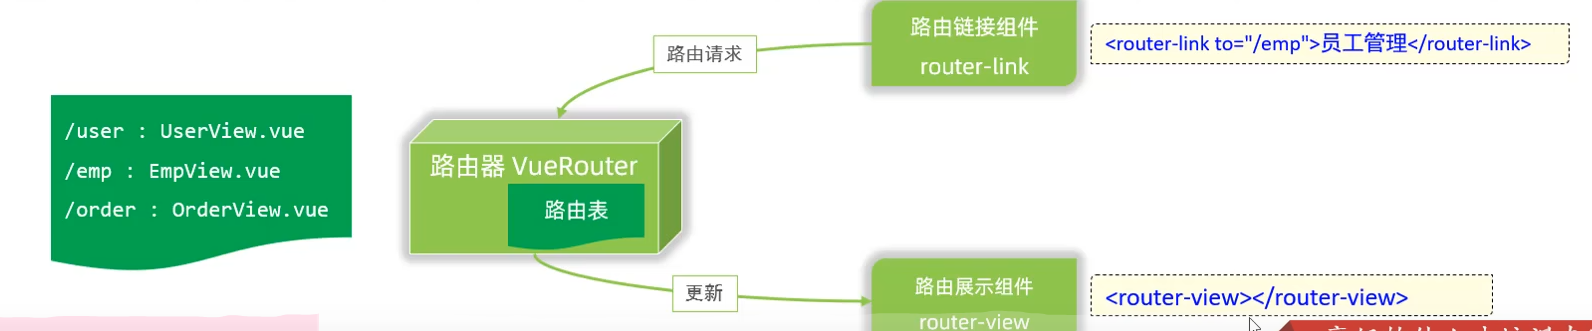 路由链接组件
router-link
<router-link to="/emp">员工管理</router-link>
路由请求
/user : UserView.vue
/emp : EmpView.vue
/order : OrderView.vue
路由器 VueRouter
路由表
更新
路由展示组件
router-view
<router-view></router-view>